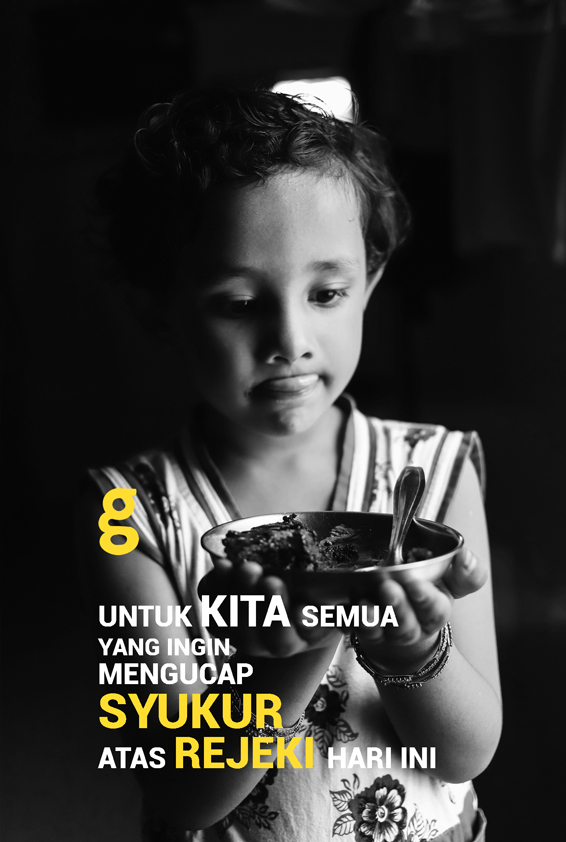 g
UNTUK KITA SEMUA
YANG INGIN
MENGUCAP
SYUKUR
ATAS REJEKI HARI INI